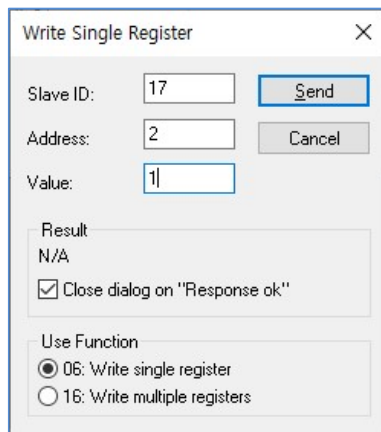 Write Single Register
Slave ID: 17 Send
Address: 2 Cancel
Value: 1
Result
N/A
Close dialog on "Response ok"
Use Function
06: Write single register
16: Write multiple registers